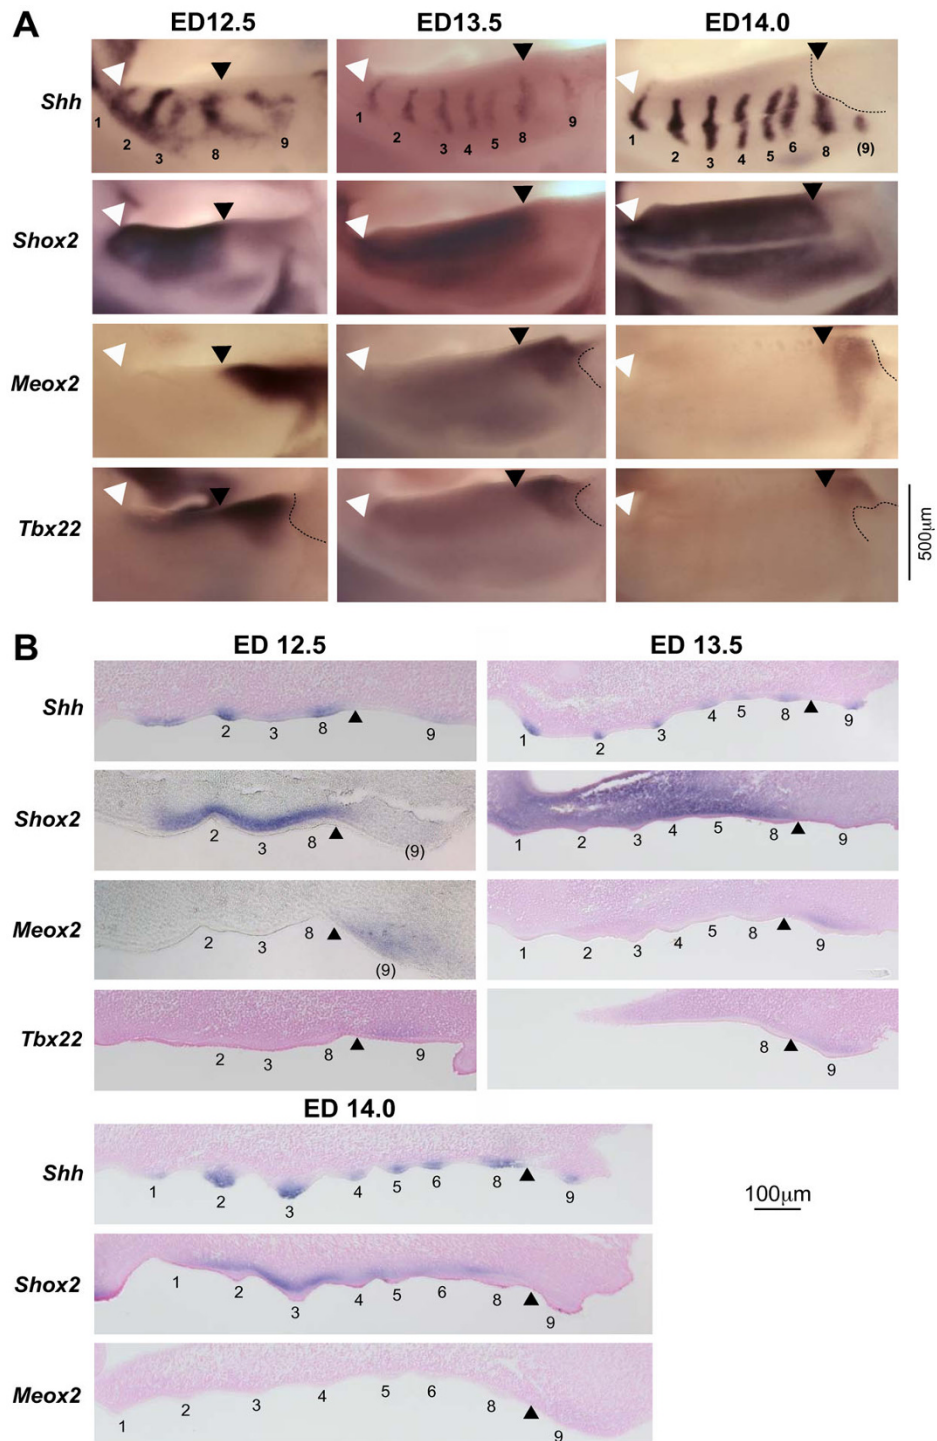 A
ED12.5 ED13.5 ED14.0
Shh
1 2 3 8 9
1 2 3 4 5 8 9
1 2 3 4 5 6 8 (9)
Shox2
Meox2
Tbx22
500μm
B
ED 12.5 ED 13.5
Shh
2 3 8 9
1 2 3 4 5 8 9
Shox2
2 3 8 (9)
1 2 3 4 5 8 9
Meox2
2 3 8 (9)
1 2 3 4 5 8 9
Tbx22
2 3 8 9
8 9
ED 14.0
Shh
1 2 3 4 5 6 8 9
100μm
Shox2
1 2 3 4 5 6 8 9
Meox2
1 2 3 4 5 6 8 9